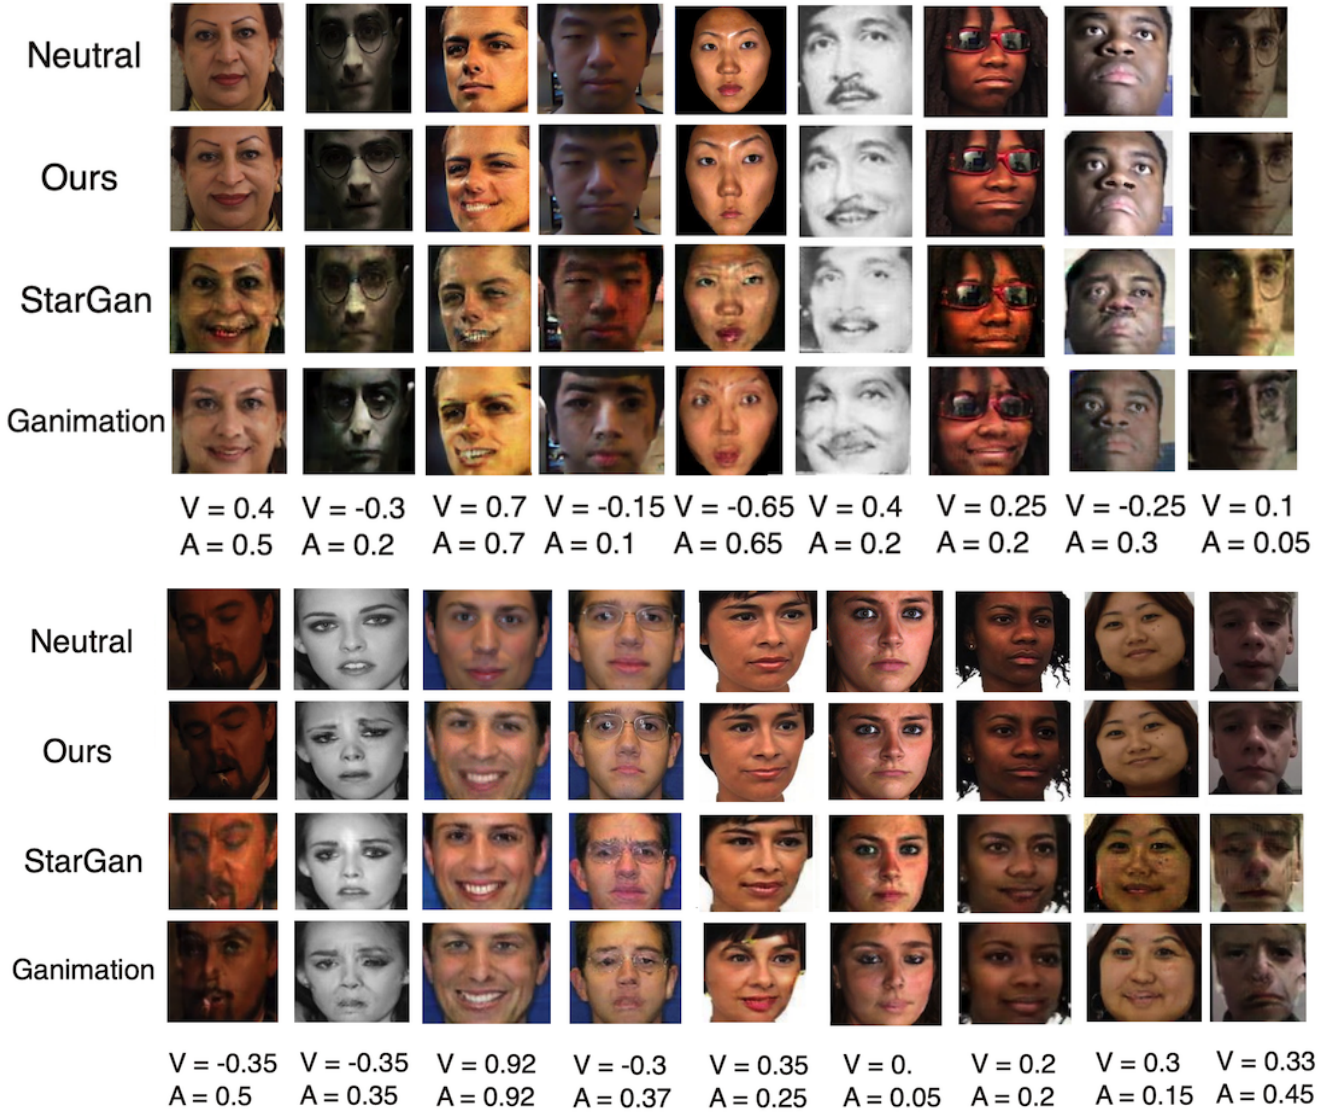 Neutral
Ours
StarGan
Ganimation
V = 0.4 V = -0.3 V = 0.7 V = -0.15 V = -0.65 V = 0.4 V = 0.25 V = -0.25 V = 0.1
A = 0.5 A = 0.2 A = 0.7 A = 0.1 A = 0.65 A = 0.2 A = 0.2 A = 0.3 A = 0.05
Neutral
Ours
StarGan
Ganimation
V = -0.35 V = -0.35 V = 0.92 V = -0.3 V = 0.35 V = 0. V = 0.2 V = 0.3 V = 0.33
A = 0.5 A = 0.35 A = 0.92 A = 0.37 A = 0.25 A = 0.05 A = 0.2 A = 0.15 A = 0.45